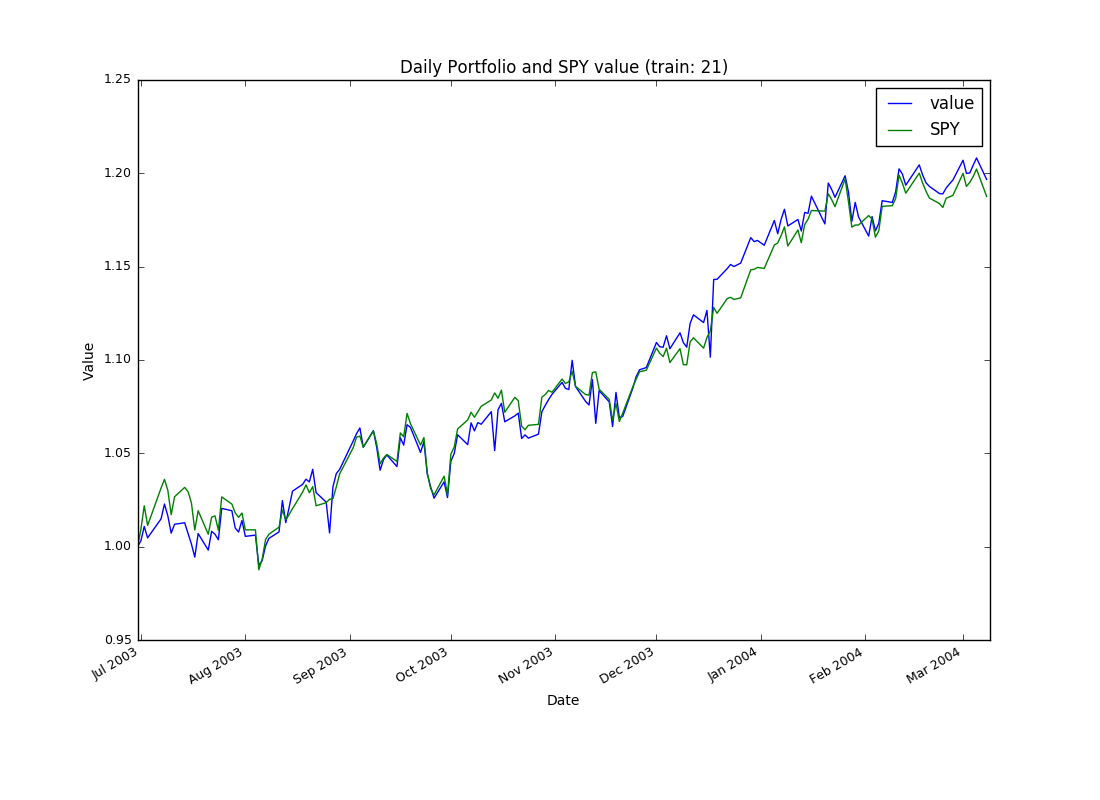 Daily Portfolio and SPY value (train: 21)
1.25
value
SPY
1.20
1.15
1.10
Value
1.05
1.00
0.95
Jul 2003
Aug 2003
Sep 2003
Oct 2003
Nov 2003
Dec 2003
Jan 2004
Feb 2004
Mar 2004
Date